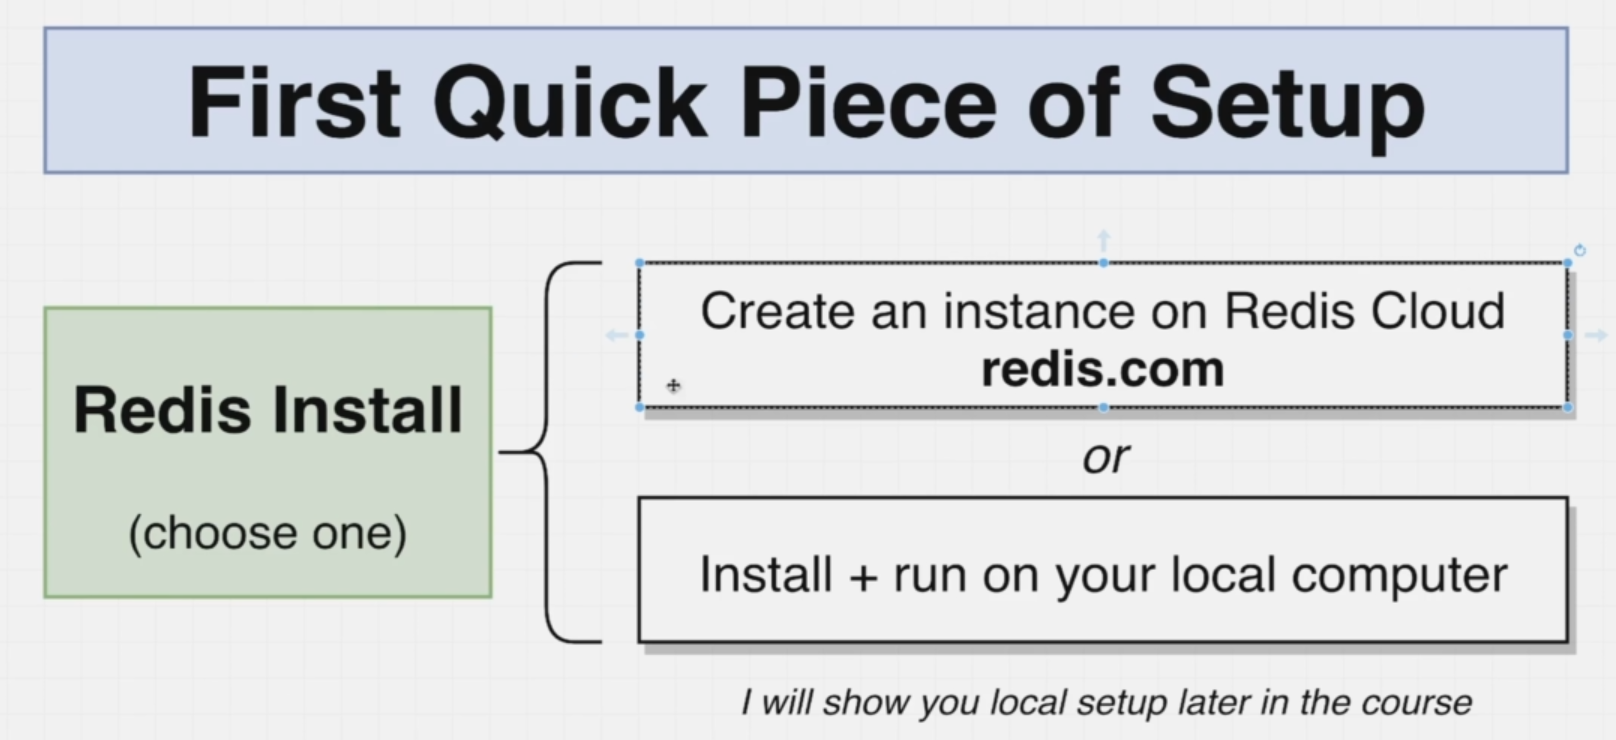 First Quick Piece of Setup
Redis Install
(choose one)
Create an instance on Redis Cloud
redis.com
or
Install + run on your local computer
I will show you local setup later in the course